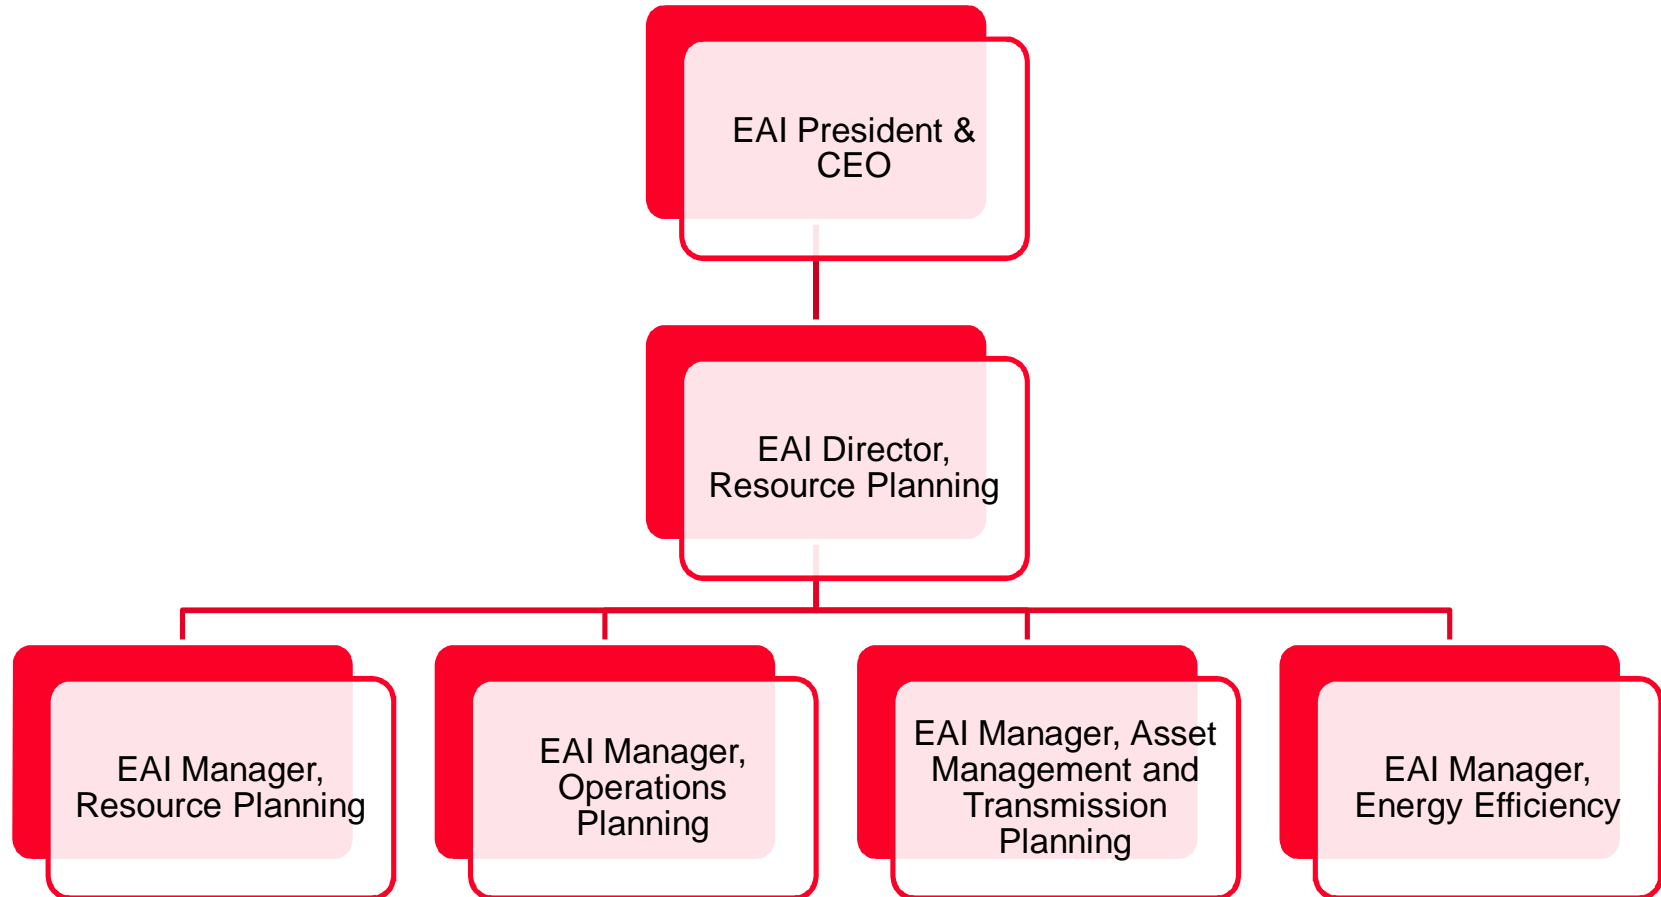 EAI President &
CEO
EAI Director,
Resource Planning
EAI Manager,
Resource Planning
EAI Manager,
Operations
Planning
EAI Manager, Asset
Management and
Transmission
Planning
EAI Manager,
Energy Efficiency